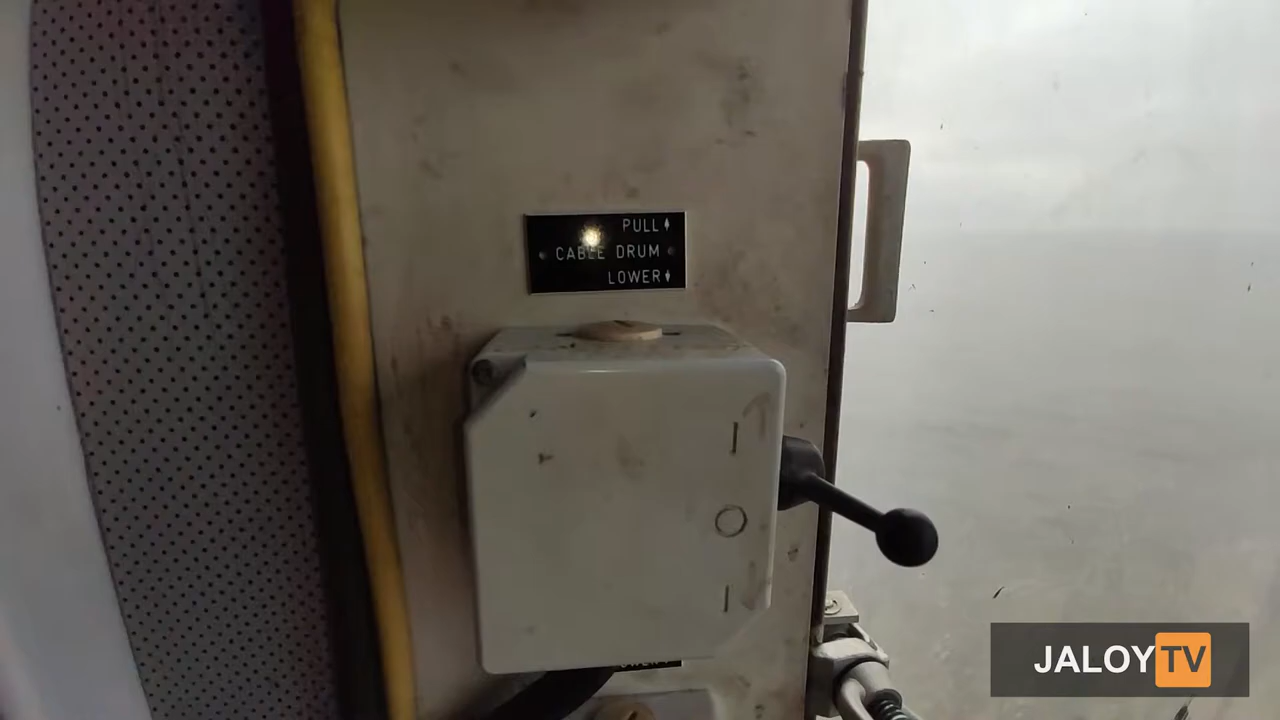 PULL
CABLE DRUM
LOWER
I
O
I
JALOYTV